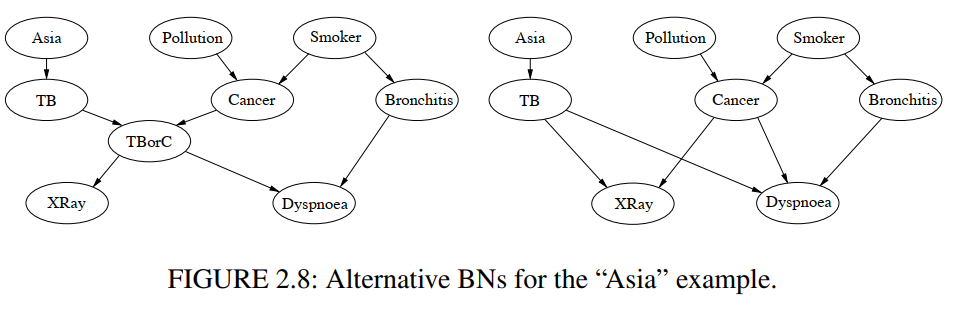 Asia Pollution Smoker Asia Pollution Smoker
TB Cancer Bronchitis TB Cancer Bronchitis
TBorC
XRay Dyspnoea XRay Dyspnoea
FIGURE 2.8: Alternative BNs for the “Asia” example.